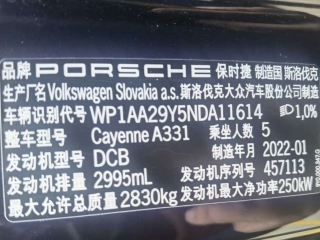 品牌 PORSCHE 保时捷 制造国 斯洛伐克
生产厂名 Volkswagen Slovakia a.s. 斯洛伐克大众汽车股份公司制造
车辆识别代号 WP1AA29Y5NDA11614 1,0%
整车型号 Cayenne A331 乘坐人数 5
发动机型号 DCB 制造年月 2022-01
发动机排量 2995mL 发动机序列号 457113
最大允许总质量 2830kg 发动机最大净功率 250kW